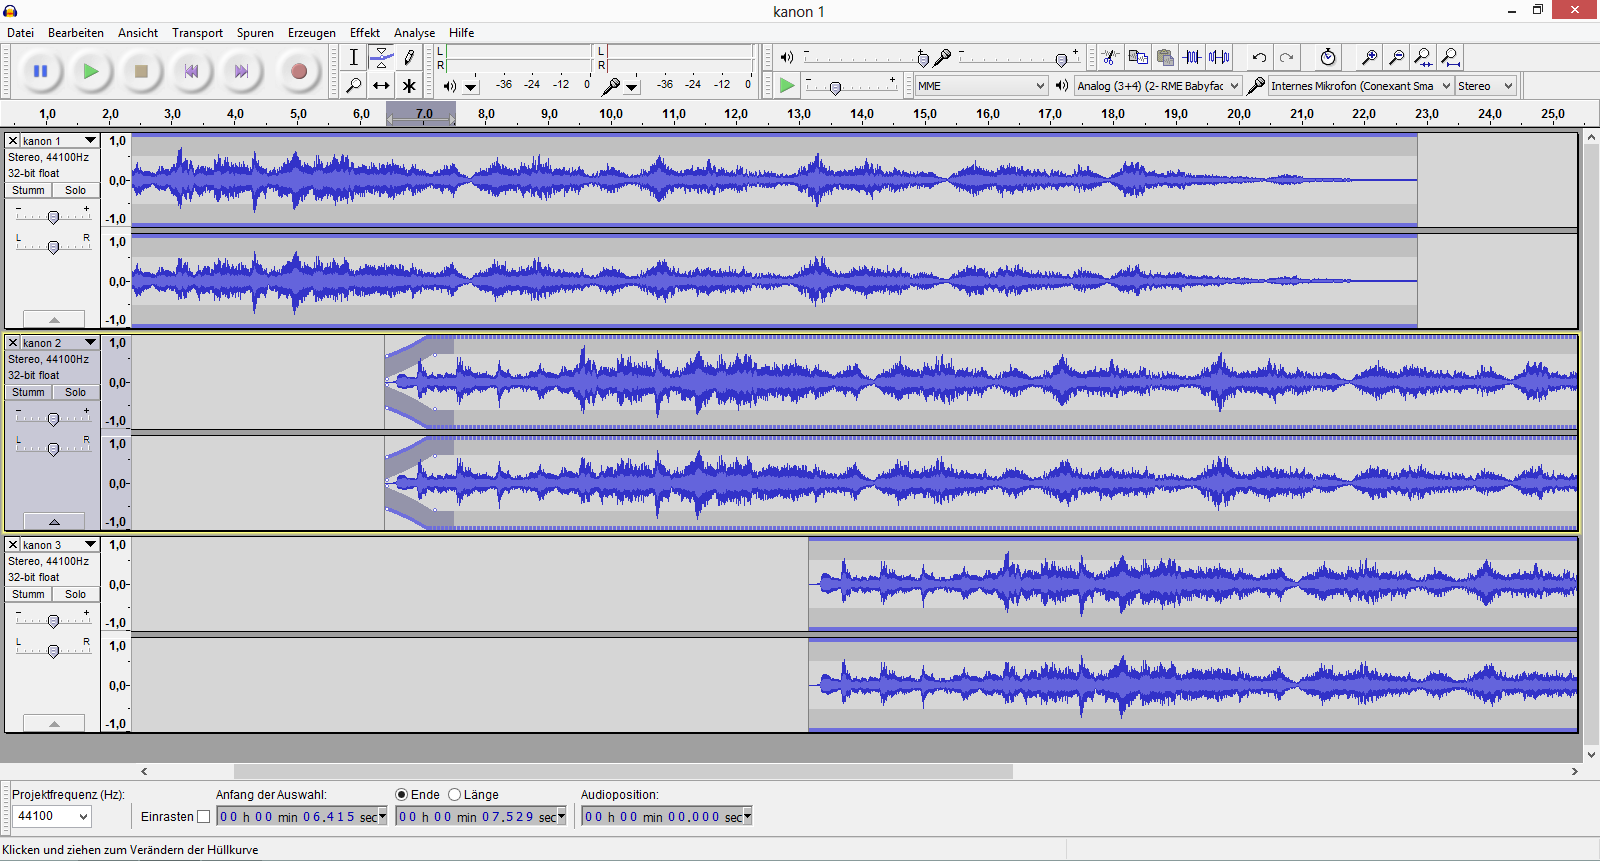 kanon 1
Datei Bearbeiten Ansicht Transport Spuren Erzeugen Effekt Analyse Hilfe
L
R
-36 -24 -12 0
L
R
-36 -24 -12 0
- +
- +
- +
MME
Analog (3+4) (2- RME Babyfac
Internes Mikrofon (Conexant Sma
Stereo
1,0 2,0 3,0 4,0 5,0 6,0 7.0 8,0 9,0 10,0 11,0 12,0 13,0 14,0 15,0 16,0 17,0 18,0 19,0 20,0 21,0 22,0 23,0 24,0 25,0
kanon 1
Stereo, 44100Hz
32-bit float
Stumm Solo
- +
L R
1,0
0,0-
-1,0
1,0
0,0-
-1,0
kanon 2
Stereo, 44100Hz
32-bit float
Stumm Solo
- +
L R
1,0
0,0-
-1,0
1,0
0,0-
-1,0
kanon 3
Stereo, 44100Hz
32-bit float
Stumm Solo
- +
L R
1,0
0,0-
-1,0
1,0
0,0-
-1,0
Projektfrequenz (Hz):
44100
Einrasten
Anfang der Auswahl:
00 h 00 min 06.415 sec
Ende Länge
00 h 00 min 07.529 sec
Audioposition:
00 h 00 min 00.000 sec
Klicken und ziehen zum Verändern der Hüllkurve